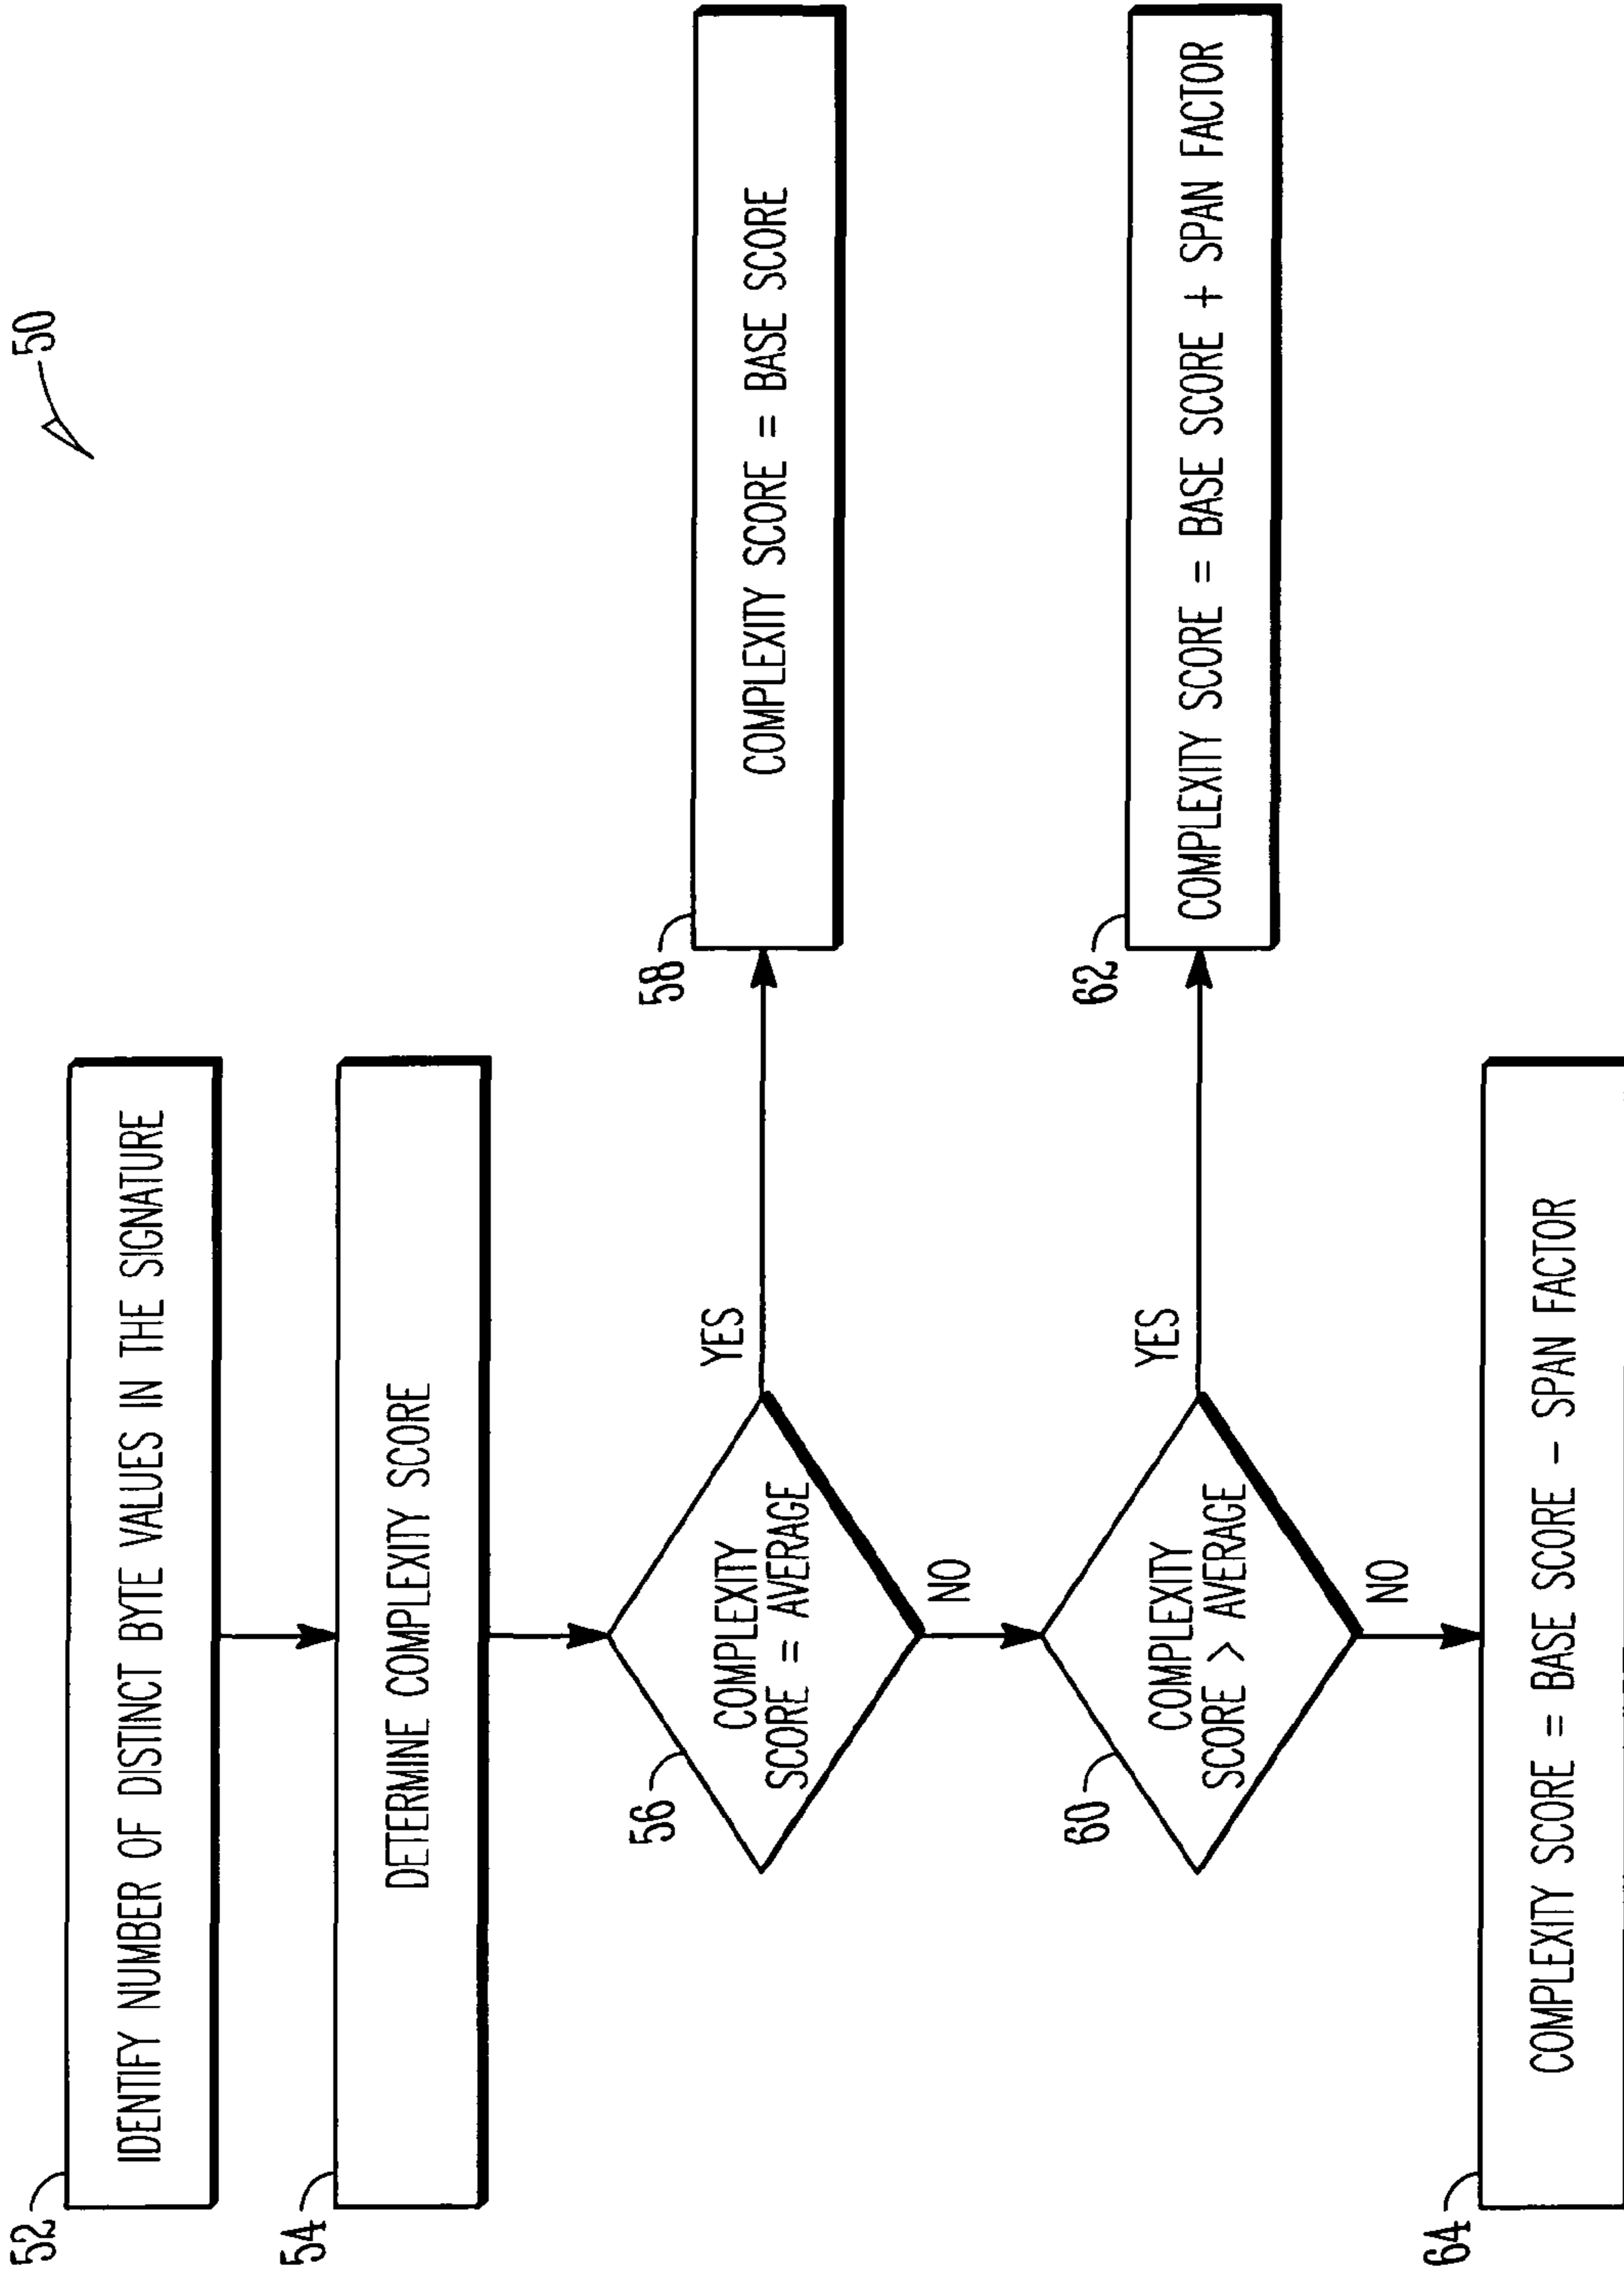 50
52
IDENTIFY NUMBER OF DISTINCT BYTE VALUES IN THE SIGNATURE
54
DETERMINE COMPLEXITY SCORE
56
COMPLEXITY
SCORE = AVERAGE
YES
NO
58
COMPLEXITY SCORE = BASE SCORE
60
COMPLEXITY
SCORE > AVERAGE
YES
NO
62
COMPLEXITY SCORE = BASE SCORE + SPAN FACTOR
64
COMPLEXITY SCORE = BASE SCORE - SPAN FACTOR